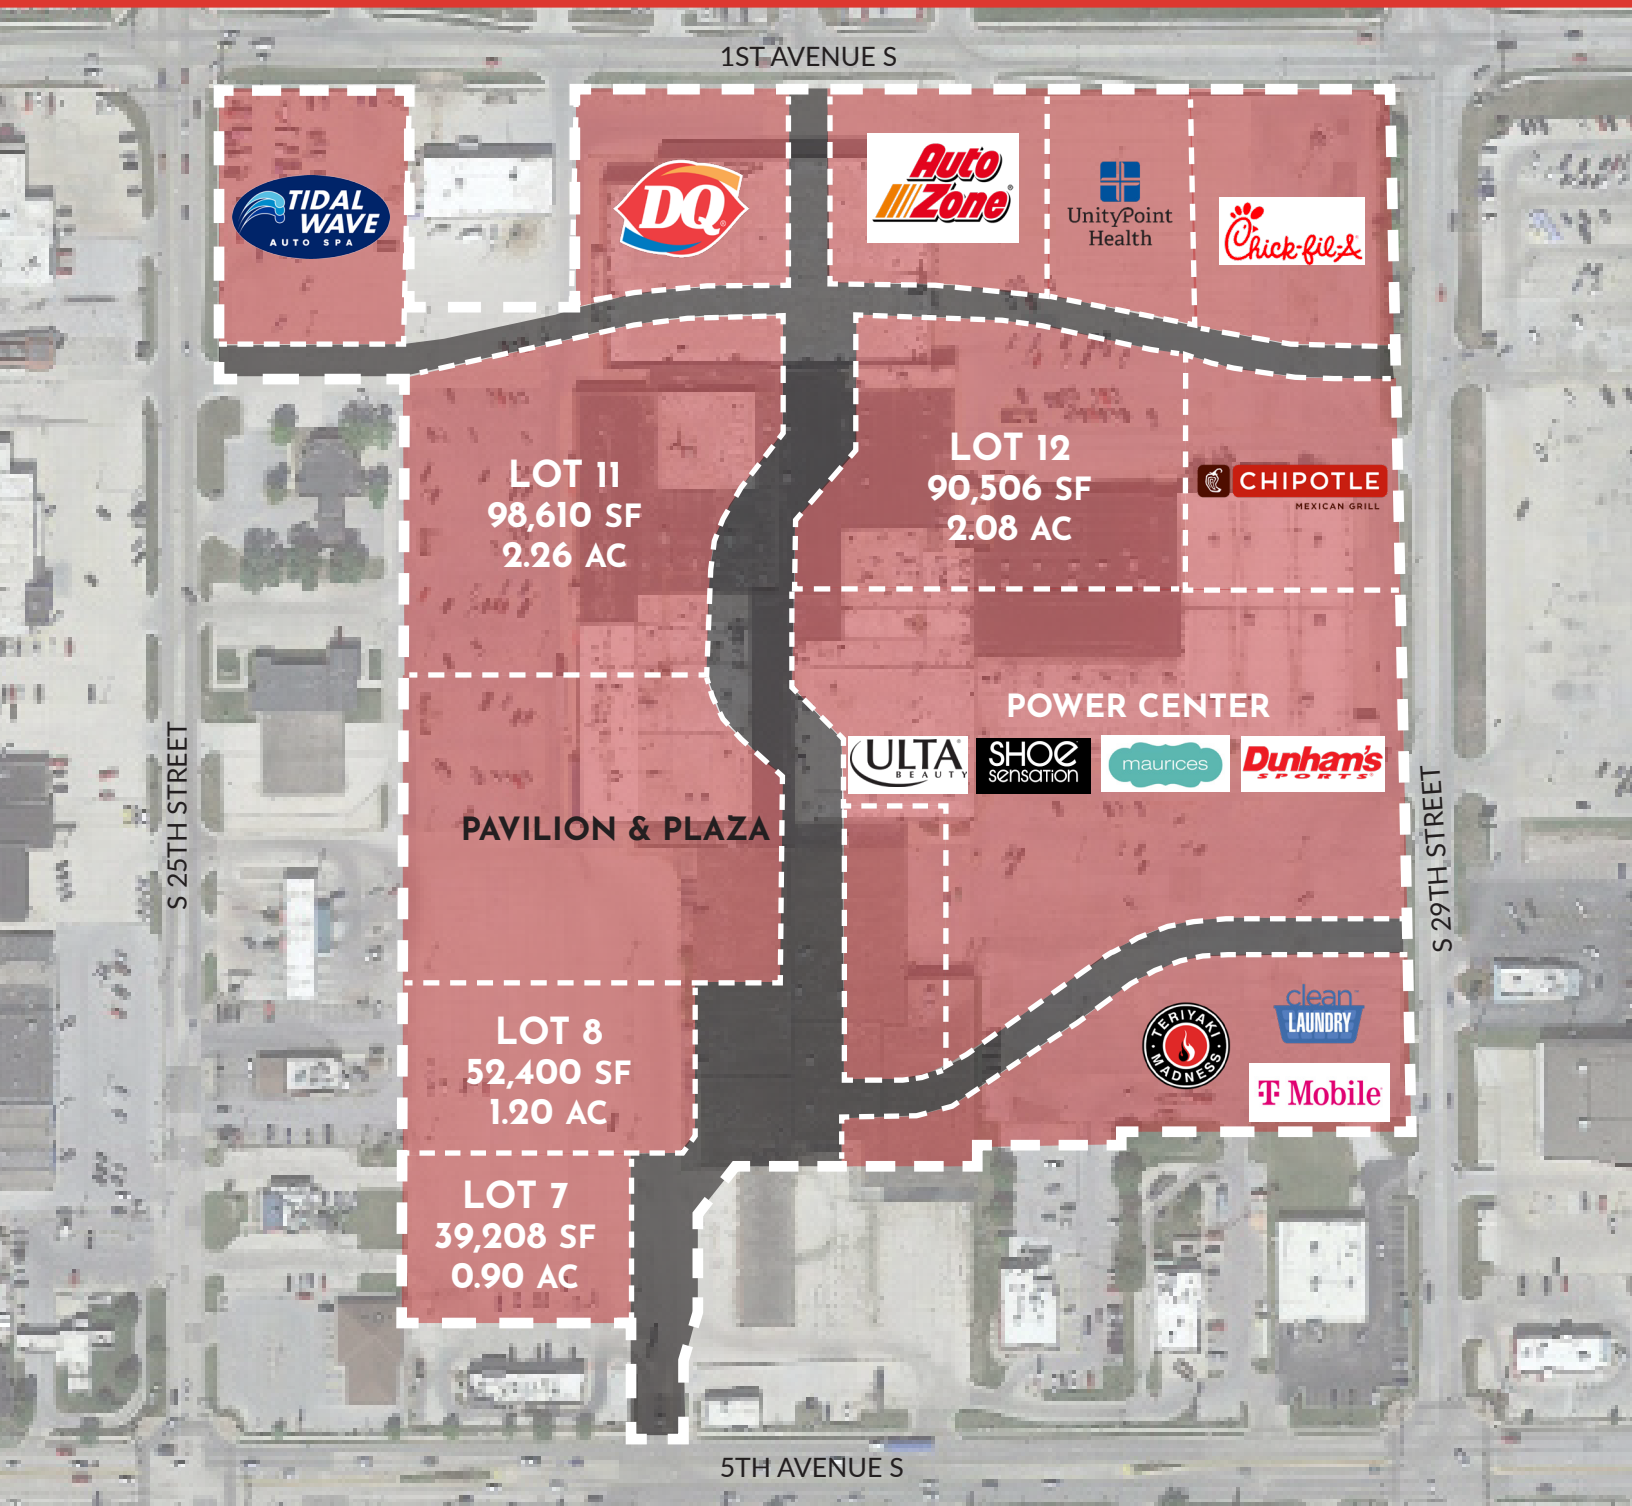 1ST AVENUE S
TIDAL
WAVE
AUTO SPA
DQ
Auto
Zone
UnityPoint
Health
Chick-fil-A
LOT 11
98,610 SF
2.26 AC
LOT 12
90,506 SF
2.08 AC
CHIPOTLE
MEXICAN GRILL
POWER CENTER
ULTA
BEAUTY
SHOE
sensation
maurices
Dunham's
SPORTS
S 25TH STREET
S 29TH STREET
PAVILION & PLAZA
LOT 8
52,400 SF
1.20 AC
TERIYAKI
MADNESS
clean
LAUNDRY
T Mobile
LOT 7
39,208 SF
0.90 AC
5TH AVENUE S